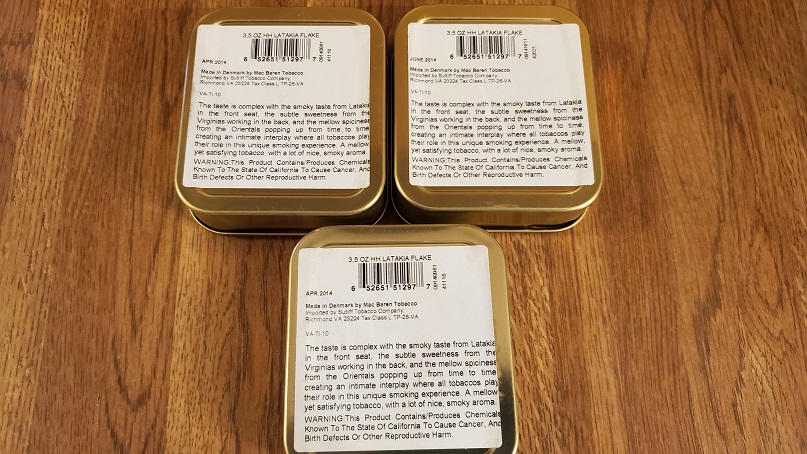 3.5 OZ HH LATAKIA FLAKE
6 52651 51297 7
APR 2014
Made in Denmark by Mac Baren Tobacco
Imported by Sutliff Tobacco Company,
Richmond VA 23224 Tax Class L TP-26-VA
VA-TI-10
The taste is complex with the smoky taste from Latakia
in the front seat, the subtle sweetness from the
Virginias working in the back, and the mellow spiciness
from the Orientals popping up from time to time
creating an intimate interplay where all tobaccos play
their role in this unique smoking experience. A mellow
yet satisfying tobacco, with a lot of nice, smoky aroma.
WARNING:This Product Contains/Produces Chemicals
Known To The State Of California To Cause Cancer, And
Birth Defects Or Other Reproductive Harm.
3.5 OZ HH LATAKIA FLAKE
6 52651 51297 7
JUNE 2014
Made in Denmark by Mac Baren Tobacco
Imported by Sutliff Tobacco Company,
Richmond VA 23224 Tax Class L TP-26-VA
VA-TI-10
The taste is complex with the smoky taste from Latakia
in the front seat, the subtle sweetness from the
Virginias working in the back, and the mellow spiciness
from the Orientals popping up from time to time
creating an intimate interplay where all tobaccos play
their role in this unique smoking experience. A mellow
yet satisfying tobacco, with a lot of nice, smoky aroma.
WARNING:This Product Contains/Produces Chemicals
Known To The State Of California To Cause Cancer, And
Birth Defects Or Other Reproductive Harm.
3.5 OZ HH LATAKIA FLAKE
6 52651 51297 7
41116
APR 2014
Made in Denmark by Mac Baren Tobacco
Imported by Sutliff Tobacco Company,
Richmond VA 23224 Tax Class L TP-26-VA
VA-TI-10
The taste is complex with the smoky taste from Latakia
in the front seat, the subtle sweetness from the
Virginias working in the back, and the mellow spiciness
from the Orientals popping up from time to time
creating an intimate interplay where all tobaccos play
their role in this unique smoking experience. A mellow
yet satisfying tobacco, with a lot of nice, smoky aroma.
WARNING:This Product Contains/Produces Chemicals
Known To The State Of California To Cause Cancer, And
Birth Defects Or Other Reproductive Harm.